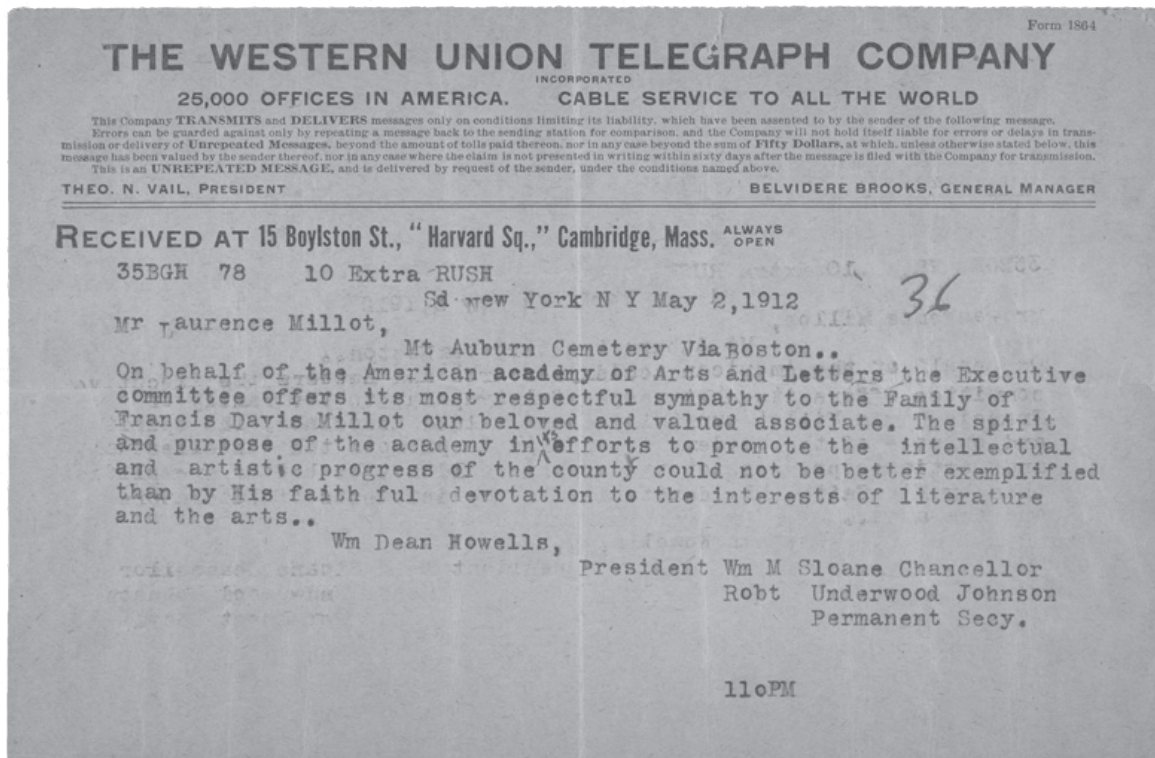 Form 1864
THE WESTERN UNION TELEGRAPH COMPANY
INCORPORATED
25,000 OFFICES IN AMERICA. CABLE SERVICE TO ALL THE WORLD
This Company TRANSMITS and DELIVERS messages only on conditions limiting its liability, which have been assented to by the sender of the following message.
Errors can be guarded against only by repeating a message back to the sending station for comparison, and the Company will not hold itself liable for errors or delays in trans-
mission or delivery of Unrepeated Messages, beyond the amount of tolls paid thereon, nor in any case beyond the sum of Fifty Dollars, at which, unless otherwise stated below, this
message has been valued by the sender thereof, nor in any case where the claim is not presented in writing within sixty days after the message is filed with the Company for transmission.
This is an UNREPEATED MESSAGE, and is delivered by request of the sender, under the conditions named above.
THEO. N. VAIL, PRESIDENT BELVIDERE BROOKS, GENERAL MANAGER
RECEIVED AT 15 Boylston St., "Harvard Sq.," Cambridge, Mass. ALWAYS OPEN
35BGH 78 10 Extra RUSH
Sd New York N Y May 2,1912 36
Mr Laurence Millot,
Mt Auburn Cemetery ViaBoston..
On behalf of the American academy of Arts and Letters the Executive
committee offers its most respectful sympathy to the Family of
Francis Davis Millot our beloved and valued associate. The spirit
and purpose of the academy in its efforts to promote the intellectual
and artistic progress of the county could not be better exemplified
than by His faith ful devotation to the interests of literature
and the arts..
Wm Dean Howells,
President Wm M Sloane Chancellor
Robt Underwood Johnson
Permanent Secy.
110PM